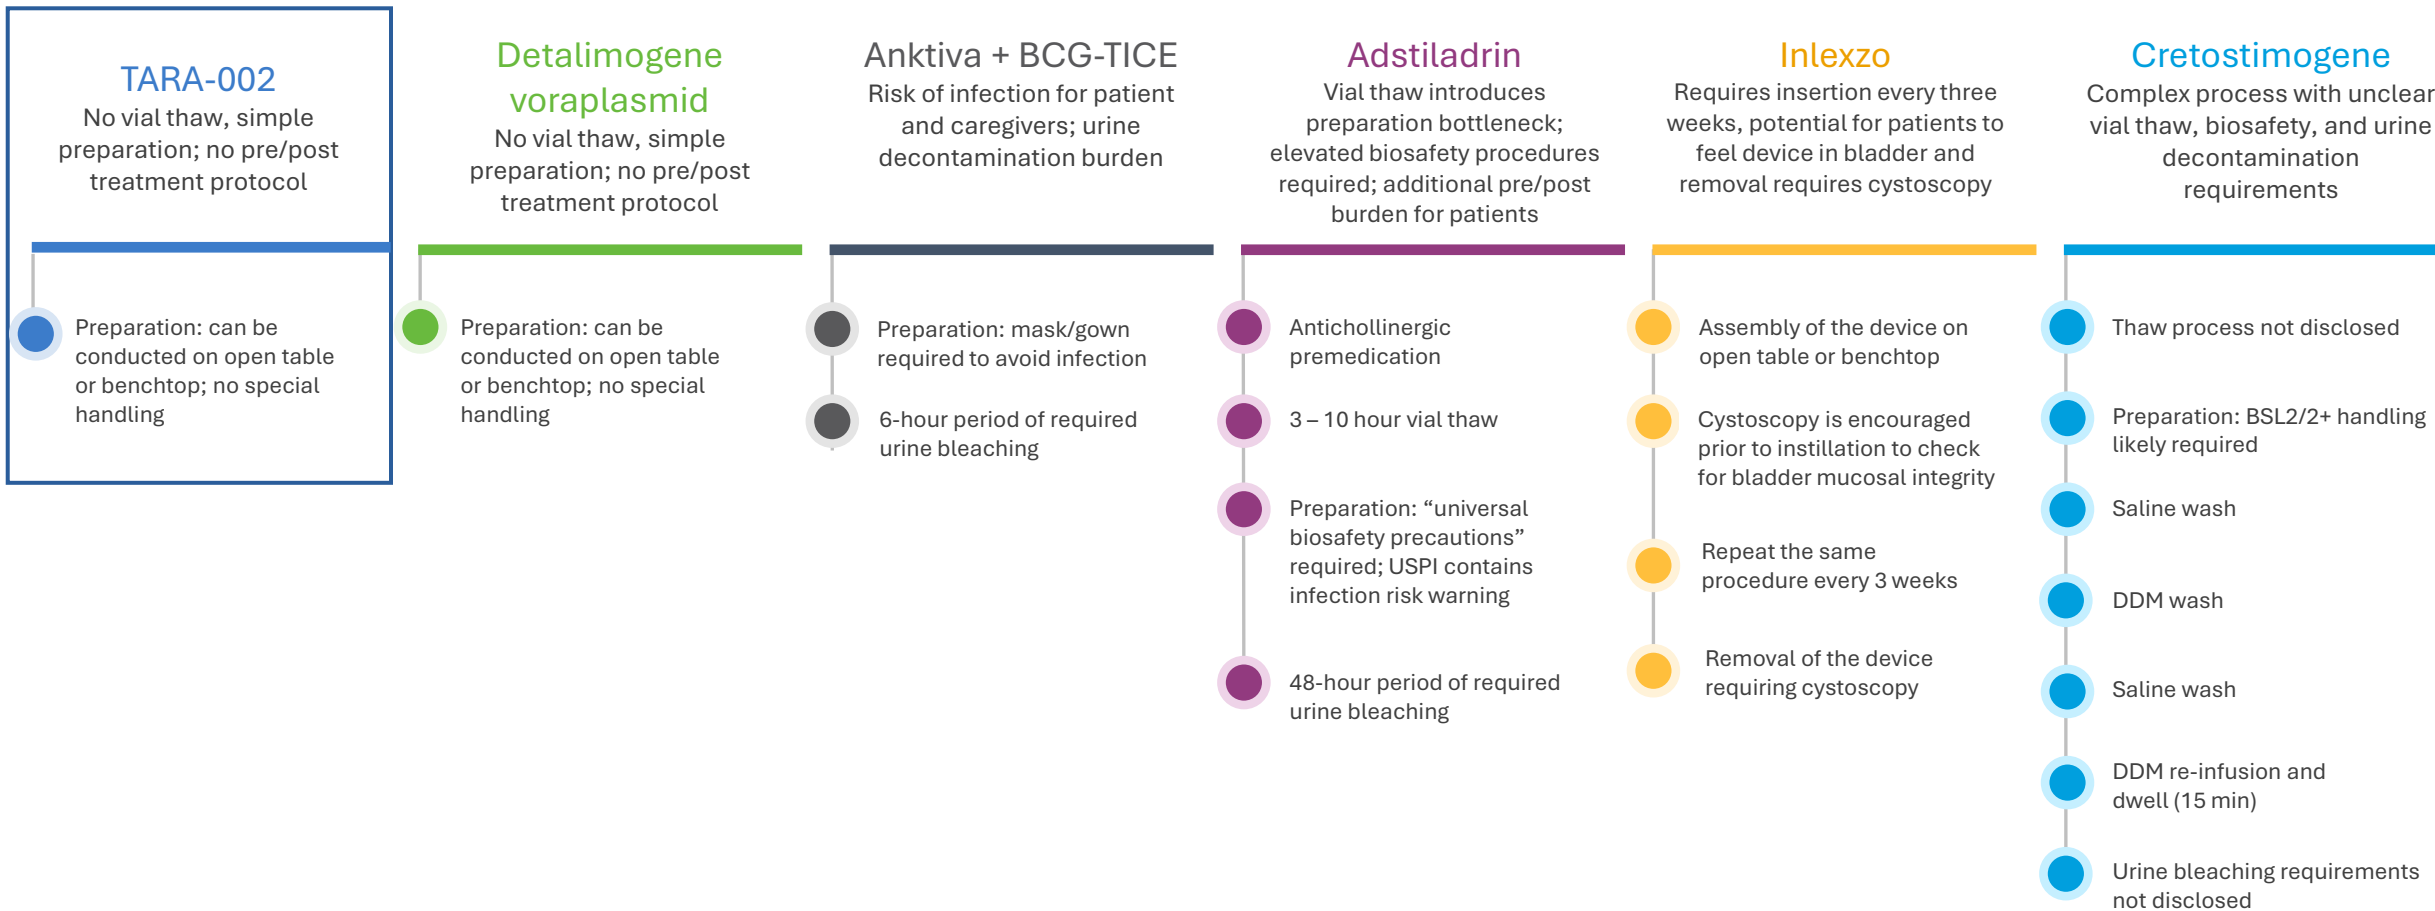 TARA-002
No vial thaw, simple
preparation; no pre/post
treatment protocol
Preparation: can be
conducted on open table
or benchtop; no special
handling
Detalimogene
voraplasmid
No vial thaw, simple
preparation; no pre/post
treatment protocol
Preparation: can be
conducted on open table
or benchtop; no special
handling
Anktiva + BCG-TICE
Risk of infection for patient
and caregivers; urine
decontamination burden
Preparation: mask/gown
required to avoid infection
6-hour period of required
urine bleaching
Adstiladrin
Vial thaw introduces
preparation bottleneck;
elevated biosafety procedures
required; additional pre/post
burden for patients
Antichollinergic
premedication
3 – 10 hour vial thaw
Preparation: “universal
biosafety precautions”
required; USPI contains
infection risk warning
48-hour period of required
urine bleaching
Inlexzo
Requires insertion every three
weeks, potential for patients to
feel device in bladder and
removal requires cystoscopy
Assembly of the device on
open table or benchtop
Cystoscopy is encouraged
prior to instillation to check
for bladder mucosal integrity
Repeat the same
procedure every 3 weeks
Removal of the device
requiring cystoscopy
Cretostimogene
Complex process with unclear
vial thaw, biosafety, and urine
decontamination
requirements
Thaw process not disclosed
Preparation: BSL2/2+ handling
likely required
Saline wash
DDM wash
Saline wash
DDM re-infusion and
dwell (15 min)
Urine bleaching requirements
not disclosed